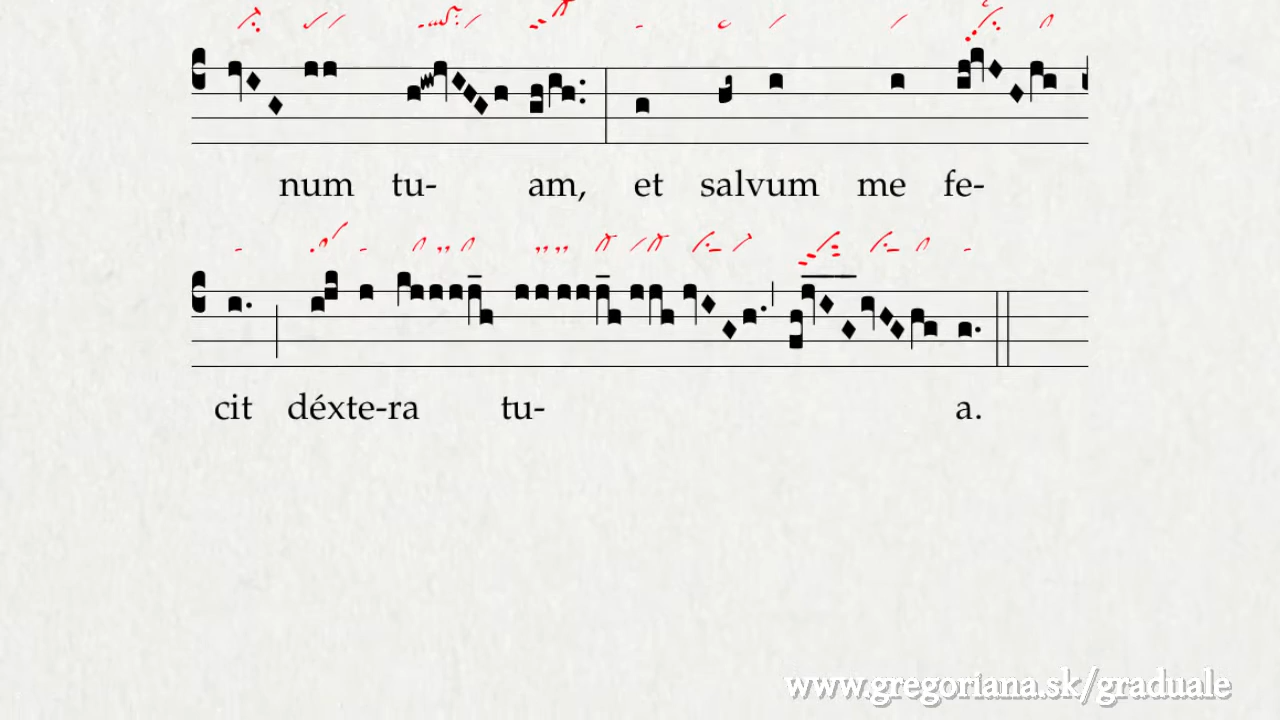 num tu- am, et salvum me fe-
cit déxte-ra tu- a.
www.gregoriana.sk/graduale